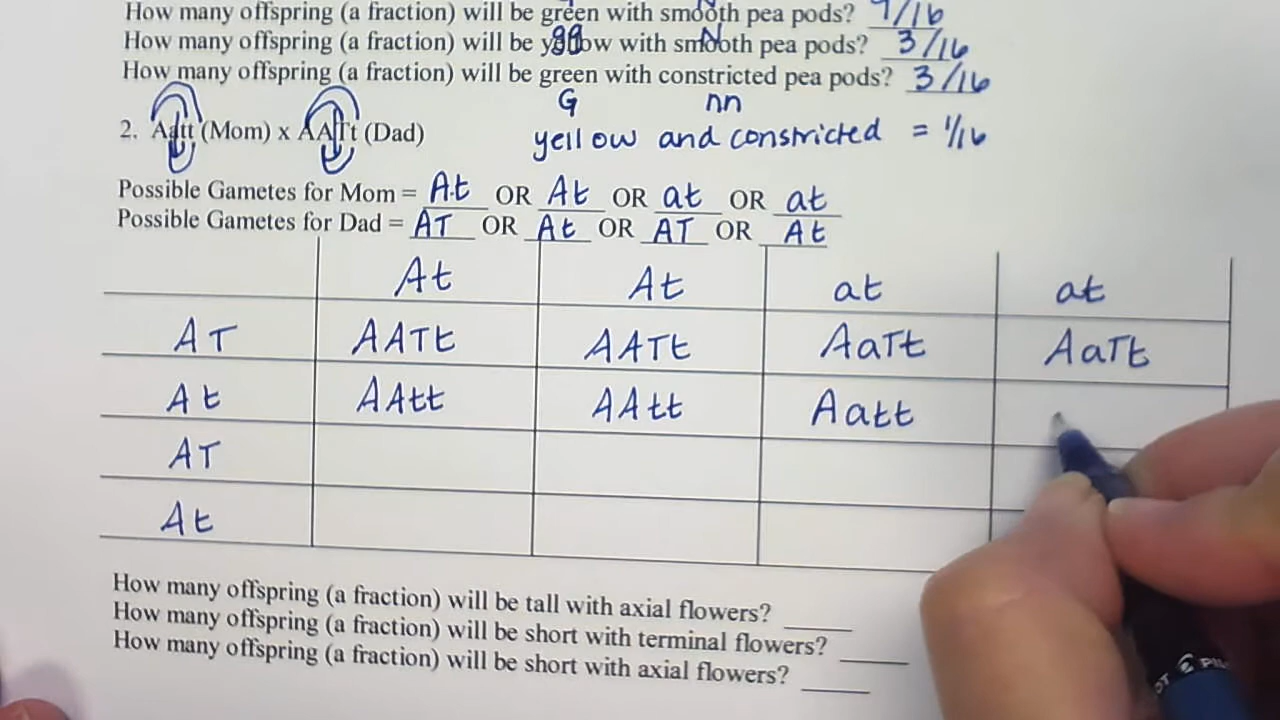 How many offspring (a fraction) will be green with smooth pea pods? 9/16
N
How many offspring (a fraction) will be yellow with smooth pea pods? 3/16
gg N
How many offspring (a fraction) will be green with constricted pea pods? 3/16
G nn
2. Aatt (Mom) x AATt (Dad) yellow and constricted = 1/16
Possible Gametes for Mom = At OR At OR at OR at
Possible Gametes for Dad = AT OR At OR AT OR At
At At at at
AT AATt AATt AaTt AaTt
At AAtt AAtt Aatt
AT
At
How many offspring (a fraction) will be tall with axial flowers?
How many offspring (a fraction) will be short with terminal flowers?
How many offspring (a fraction) will be short with axial flowers?